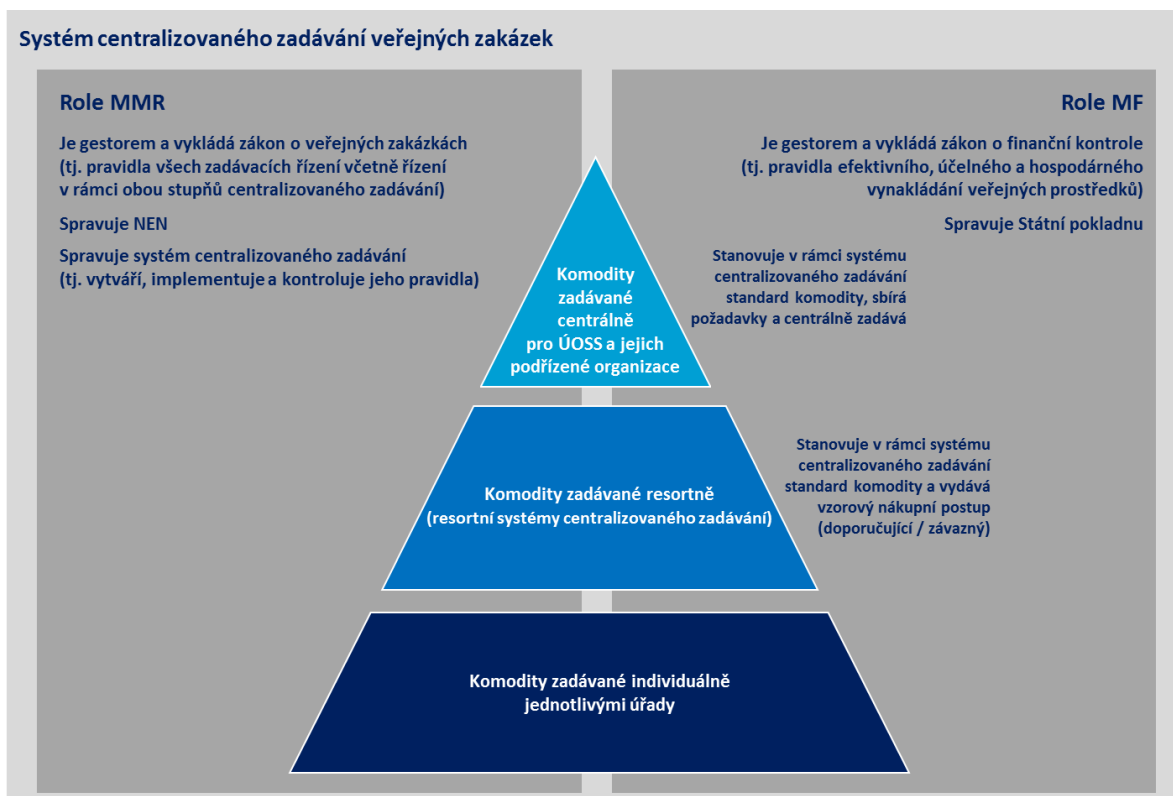 Systém centralizovaného zadávání veřejných zakázek
Role MMR
Je gestorem a vykládá zákon o veřejných zakázkách
(tj. pravidla všech zadávacích řízení včetně řízení
v rámci obou stupňů centralizovaného zadávání)
Spravuje NEN
Spravuje systém centralizovaného zadávání
(tj. vytváří, implementuje a kontroluje jeho pravidla)
Role MF
Je gestorem a vykládá zákon o finanční kontrole
(tj. pravidla efektivního, účelného a hospodárného
vynakládání veřejných prostředků)
Spravuje Státní pokladnu
Stanovuje v rámci systému
centralizovaného zadávání
standard komodity, sbírá
požadavky a centrálně zadává
Komodity
zadávané
centrálně
pro ÚOSS a jejich
podřízené organizace
Stanovuje v rámci systému
centralizovaného zadávání
standard komodity a vydává
vzorový nákupní postup
(doporučující / závazný)
Komodity zadávané resortně
(resortní systémy centralizovaného zadávání)
Komodity zadávané individuálně
jednotlivými úřady